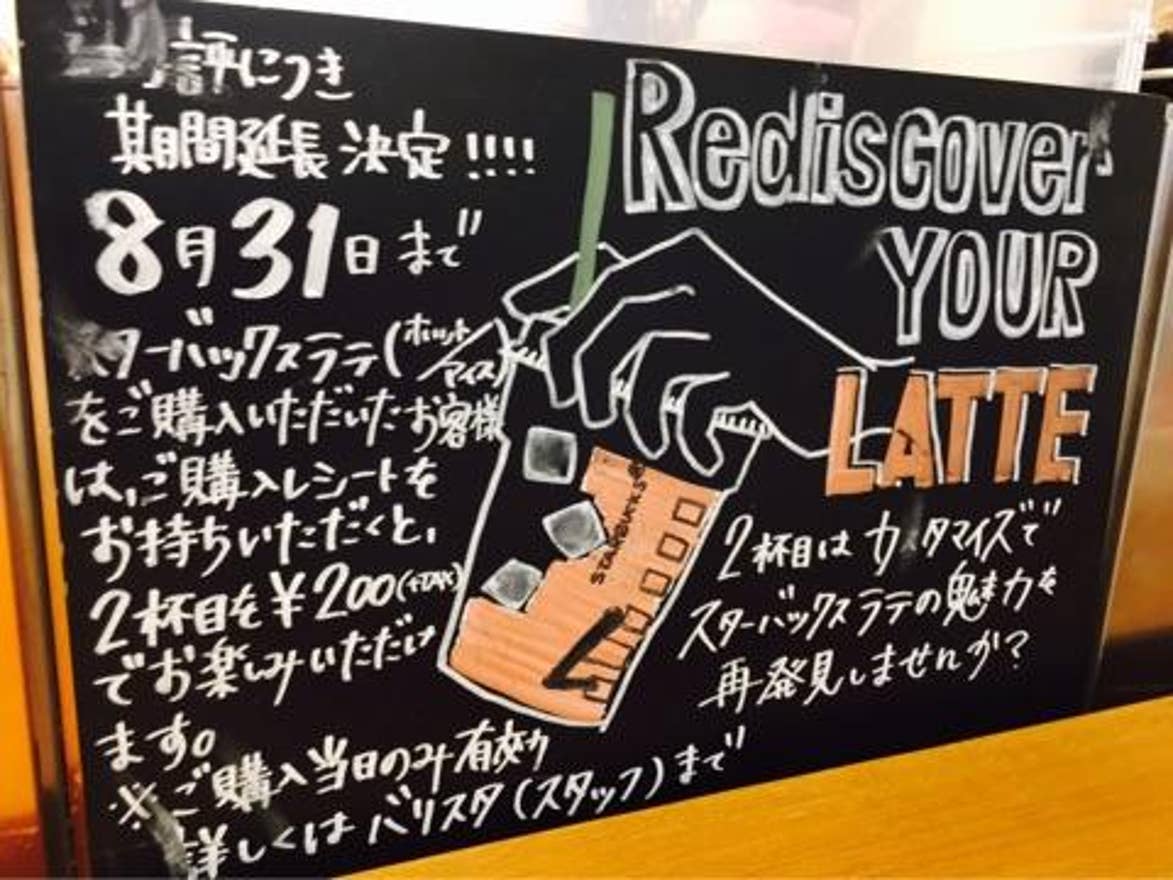 評につき
期間延長決定!!!!
8月31日まで
ターバックスラテ(ホット/アイス)
をご購入いただいたお客様
は、ご購入レシートを
お持ちいただくと、
2杯目を¥200(+TAX)
でお楽しみいただけ
ます。
※ご購入当日のみ有効
詳しくはバリスタ(スタッフ)まで
STARBUCKS®
Rediscover
YOUR
LATTE
2杯目はカスタマイズで
スターバックスラテの魅力を
再発見しませんか?